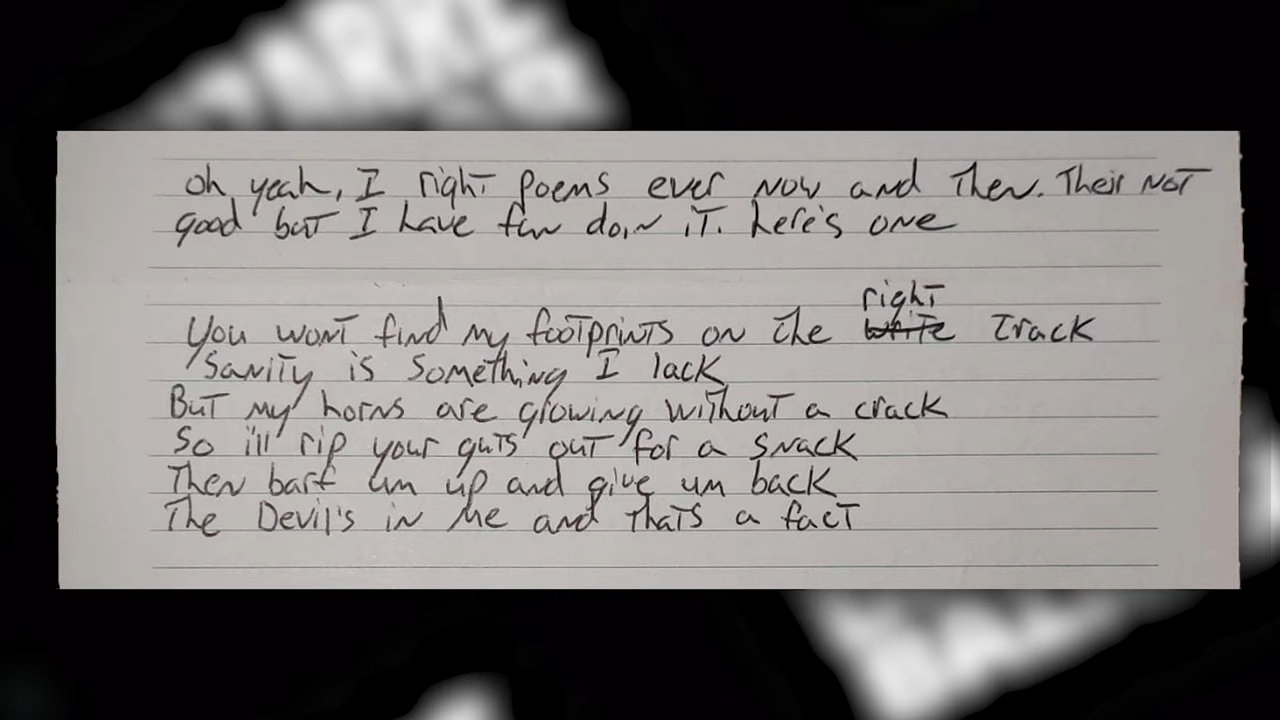 oh yeah, I right poems ever now and then. Their not
good but I have fun doin it. here's one
right
You wont find my footprints on the write track
Sanity is something I lack
But my horns are growing without a crack
So i'll rip your guts out for a snack
Then barf um up and give um back
The Devil's in Me and thats a fact